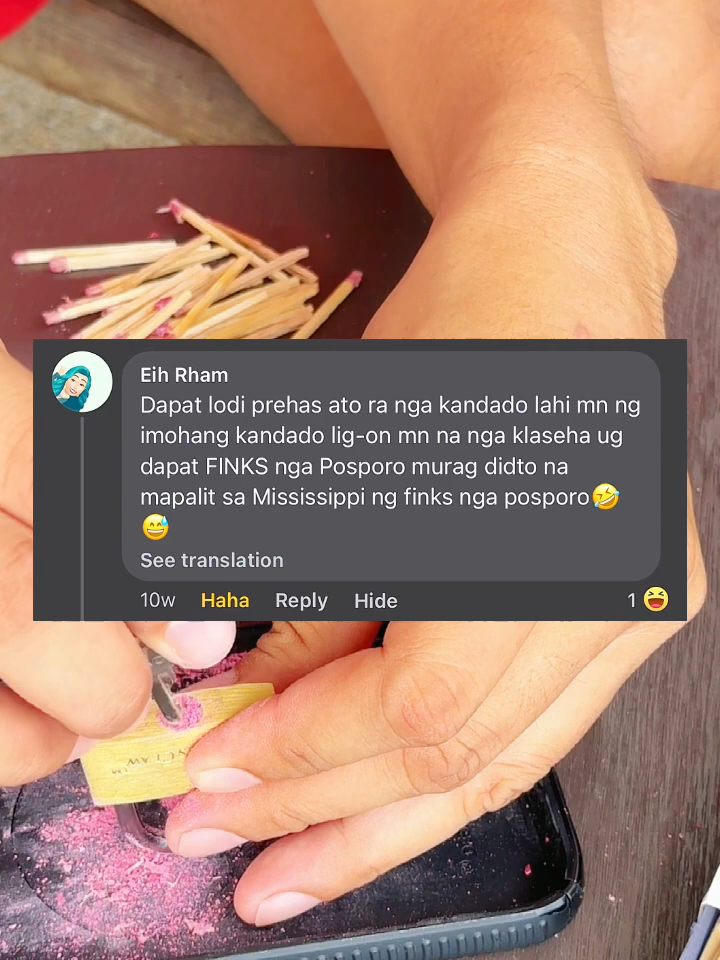 Eih Rham
Dapat lodi prehas ato ra nga kandado lahi mn ng
imohang kandado lig-on mn na nga klaseha ug
dapat FINKS nga Posporo murag didto na
mapalit sa Mississippi ng finks nga posporo🤣
😅
See translation
10w Haha Reply Hide 1 😆